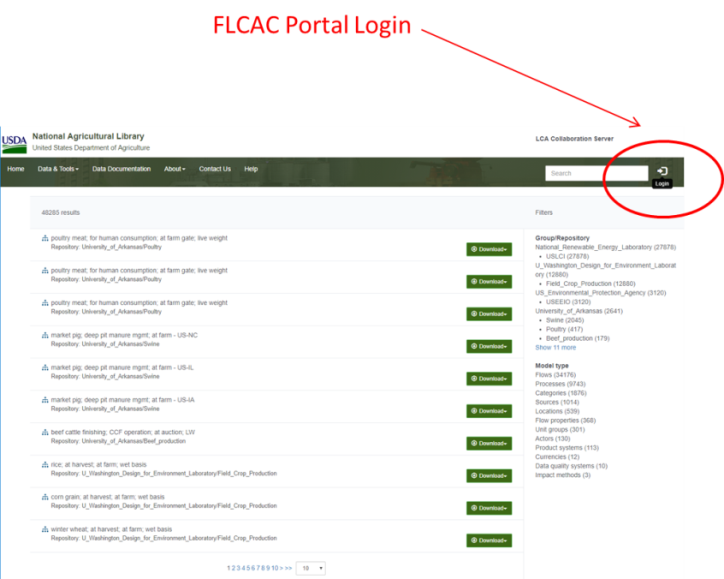 FLCAC Portal Login
USDA
National Agricultural Library
United States Department of Agriculture
LCA Collaboration Server
Home Data & Tools Data Documentation About Contact Us Help Search
Login
48285 results
Filters
poultry meat; for human consumption; at farm gate; live weight
Repository: University_of_Arkansas/Poultry
Download
poultry meat; for human consumption; at farm gate; live weight
Repository: University_of_Arkansas/Poultry
Download
poultry meat; for human consumption; at farm gate; live weight
Repository: University_of_Arkansas/Poultry
Download
market pig; deep pit manure mgmt; at farm - US-NC
Repository: University_of_Arkansas/Swine
Download
market pig; deep pit manure mgmt; at farm - US-IL
Repository: University_of_Arkansas/Swine
Download
market pig; deep pit manure mgmt; at farm - US-IA
Repository: University_of_Arkansas/Swine
Download
beef cattle finishing; CCF operation; at auction; LW
Repository: University_of_Arkansas/Beef_production
Download
rice; at harvest; at farm; wet basis
Repository: U_Washington_Design_for_Environment_Laboratory/Field_Crop_Production
Download
corn grain; at harvest; at farm; wet basis
Repository: U_Washington_Design_for_Environment_Laboratory/Field_Crop_Production
Download
winter wheat; at harvest; at farm; wet basis
Repository: U_Washington_Design_for_Environment_Laboratory/Field_Crop_Production
Download
1 2 3 4 5 6 7 8 9 10 > >> 10
Group/Repository
National_Renewable_Energy_Laboratory (27878)
• USLCI (27878)
U_Washington_Design_for_Environment_Laborat
ory (12880)
• Field_Crop_Production (12880)
US_Environmental_Protection_Agency (3120)
• USEEIO (3120)
University_of_Arkansas (2641)
• Swine (2045)
• Poultry (417)
• Beef_production (179)
Show 11 more
Model type
Flows (34176)
Processes (9743)
Categories (1876)
Sources (1014)
Locations (539)
Flow properties (368)
Unit groups (301)
Actors (130)
Product systems (113)
Currencies (12)
Data quality systems (10)
Impact methods (3)